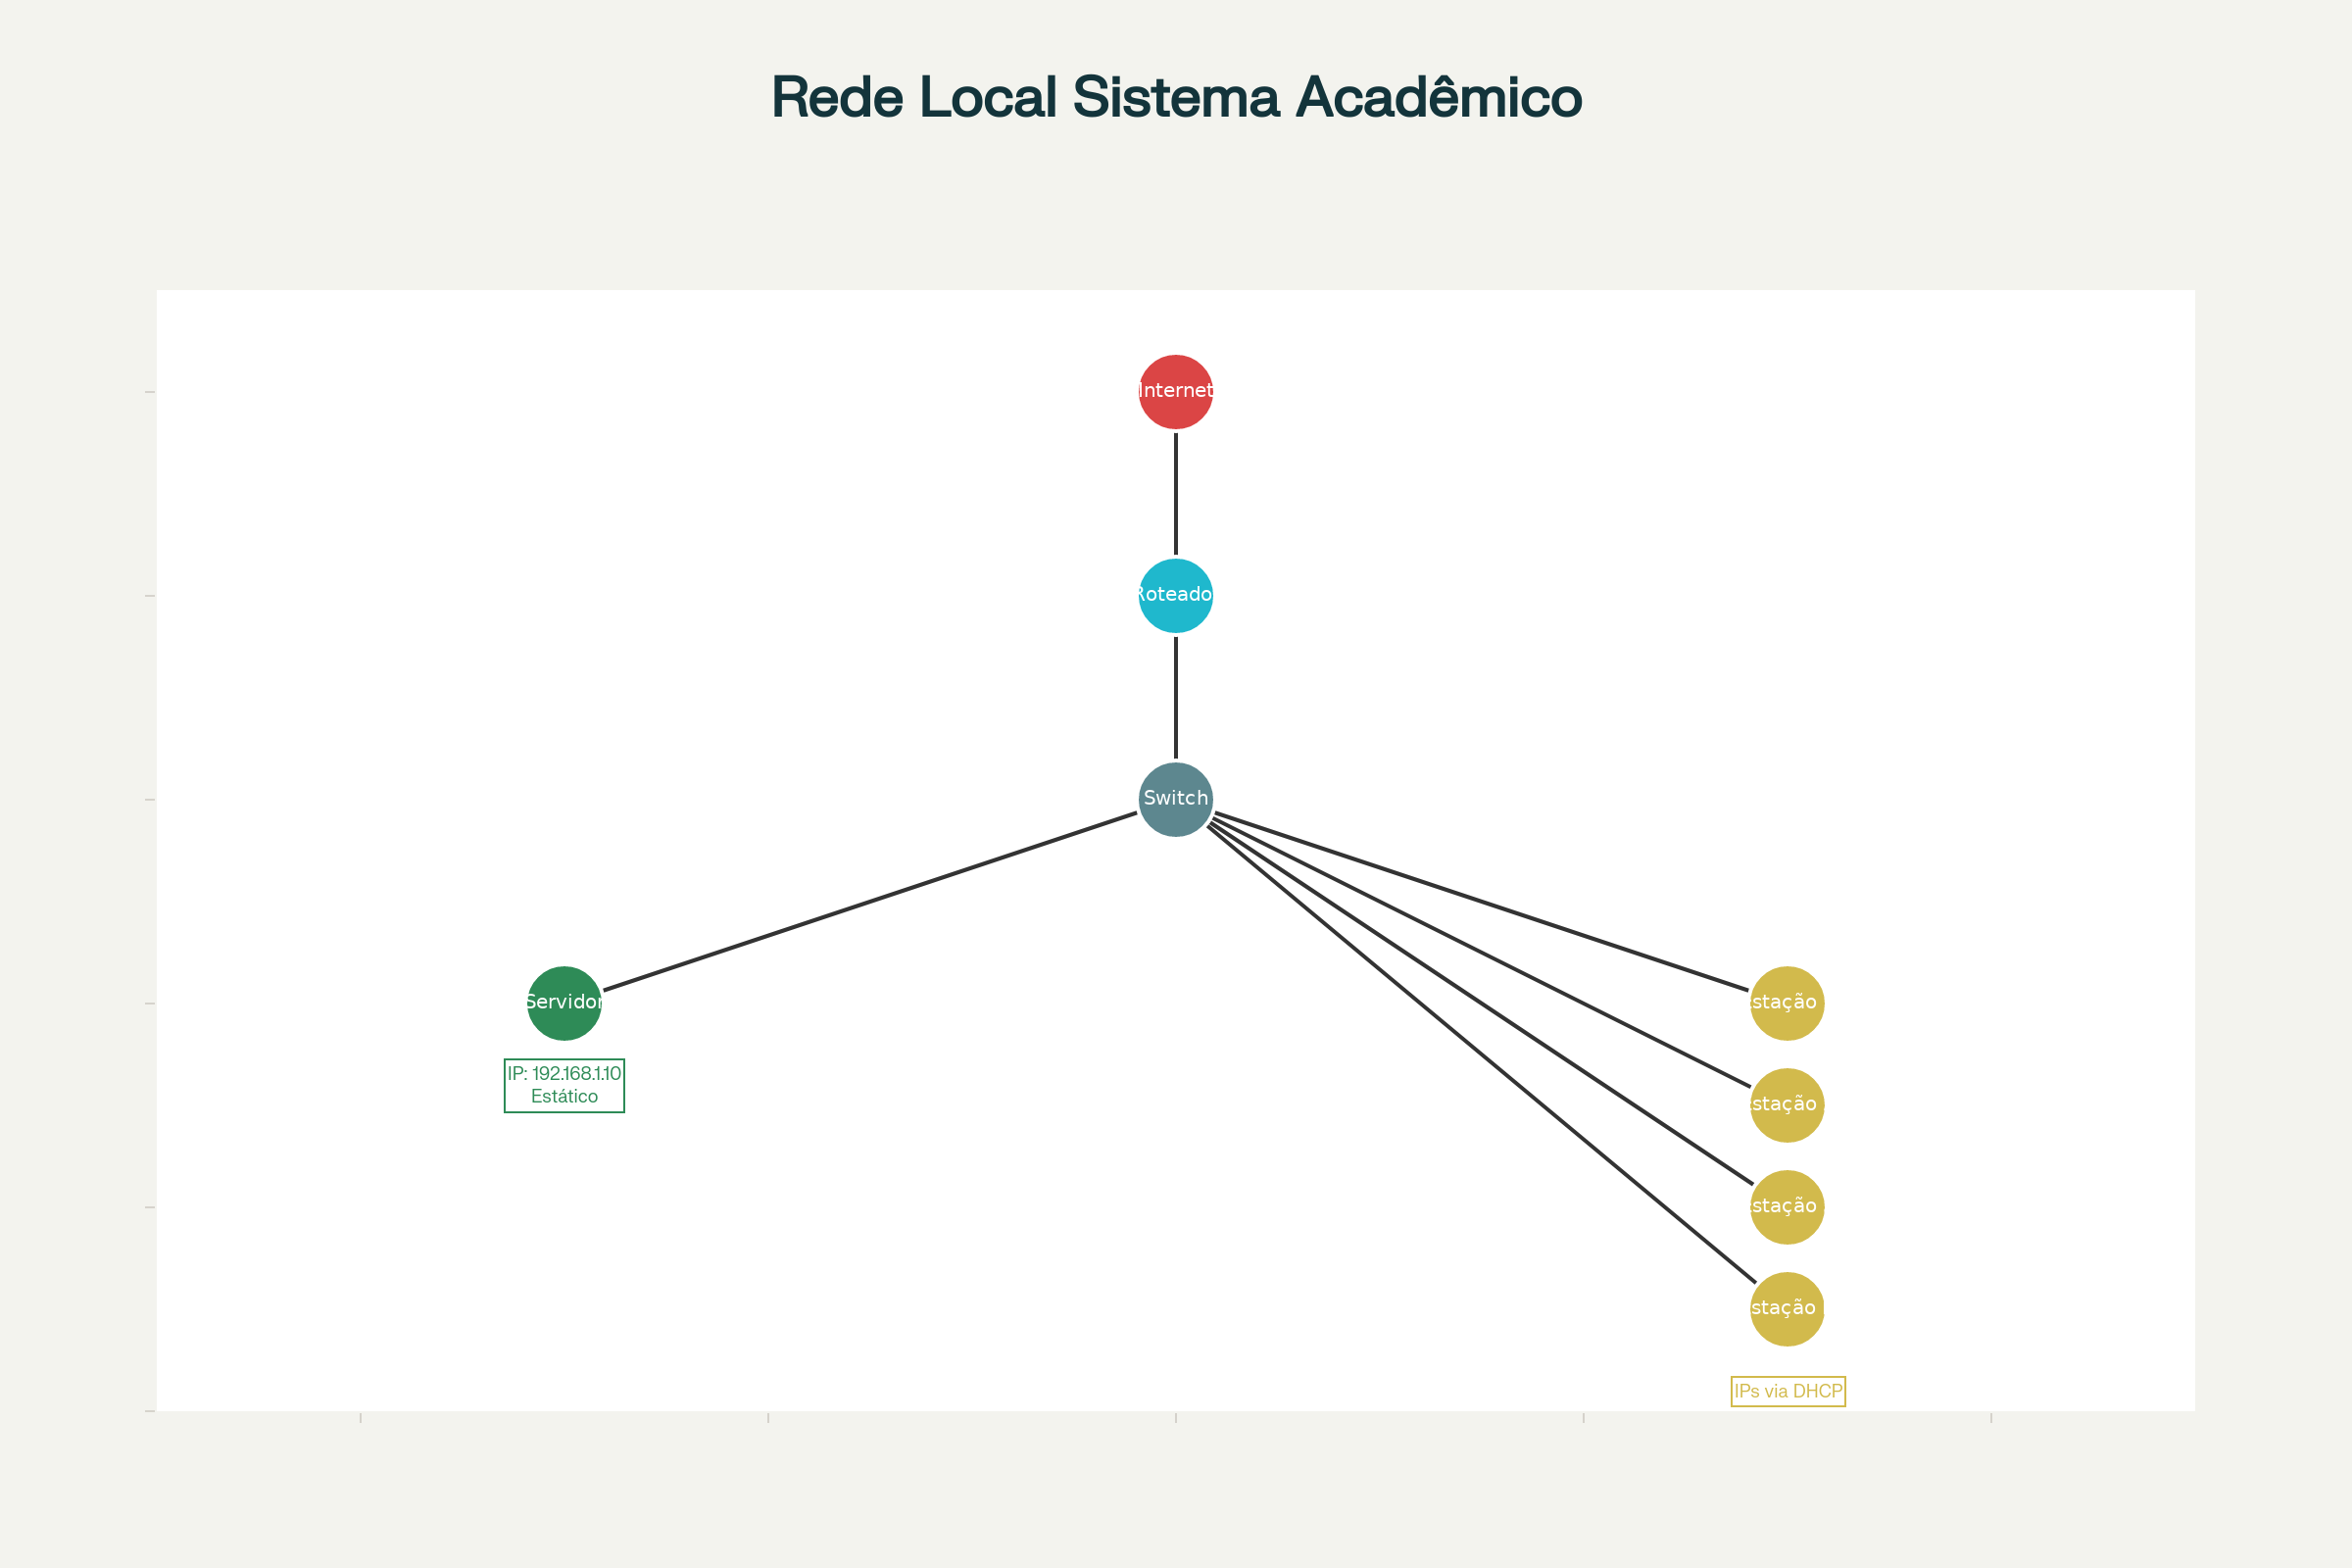 Rede Local Sistema Acadêmico
Internet
Roteado
Switch
Servidor
stação
IP: 192.168.1.10
Estático
stação
stação
stação
IPs via DHCP